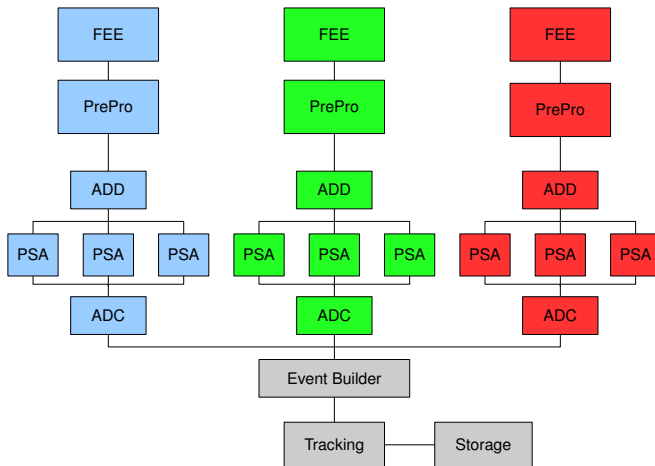 FEE FEE FEE
PrePro PrePro PrePro
ADD ADD ADD
PSA PSA PSA PSA PSA PSA PSA PSA PSA
ADC ADC ADC
Event Builder
Tracking Storage